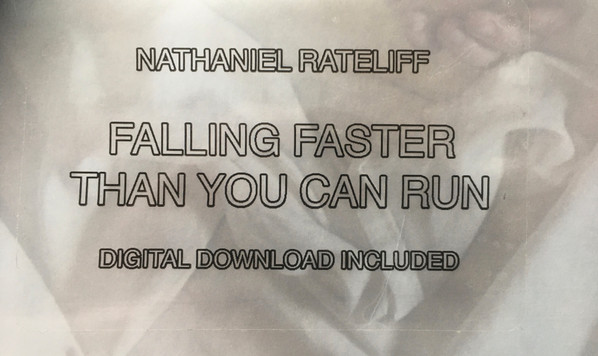 NATHANIEL RATELIFF
FALLING FASTER
THAN YOU CAN RUN
DIGITAL DOWNLOAD INCLUDED